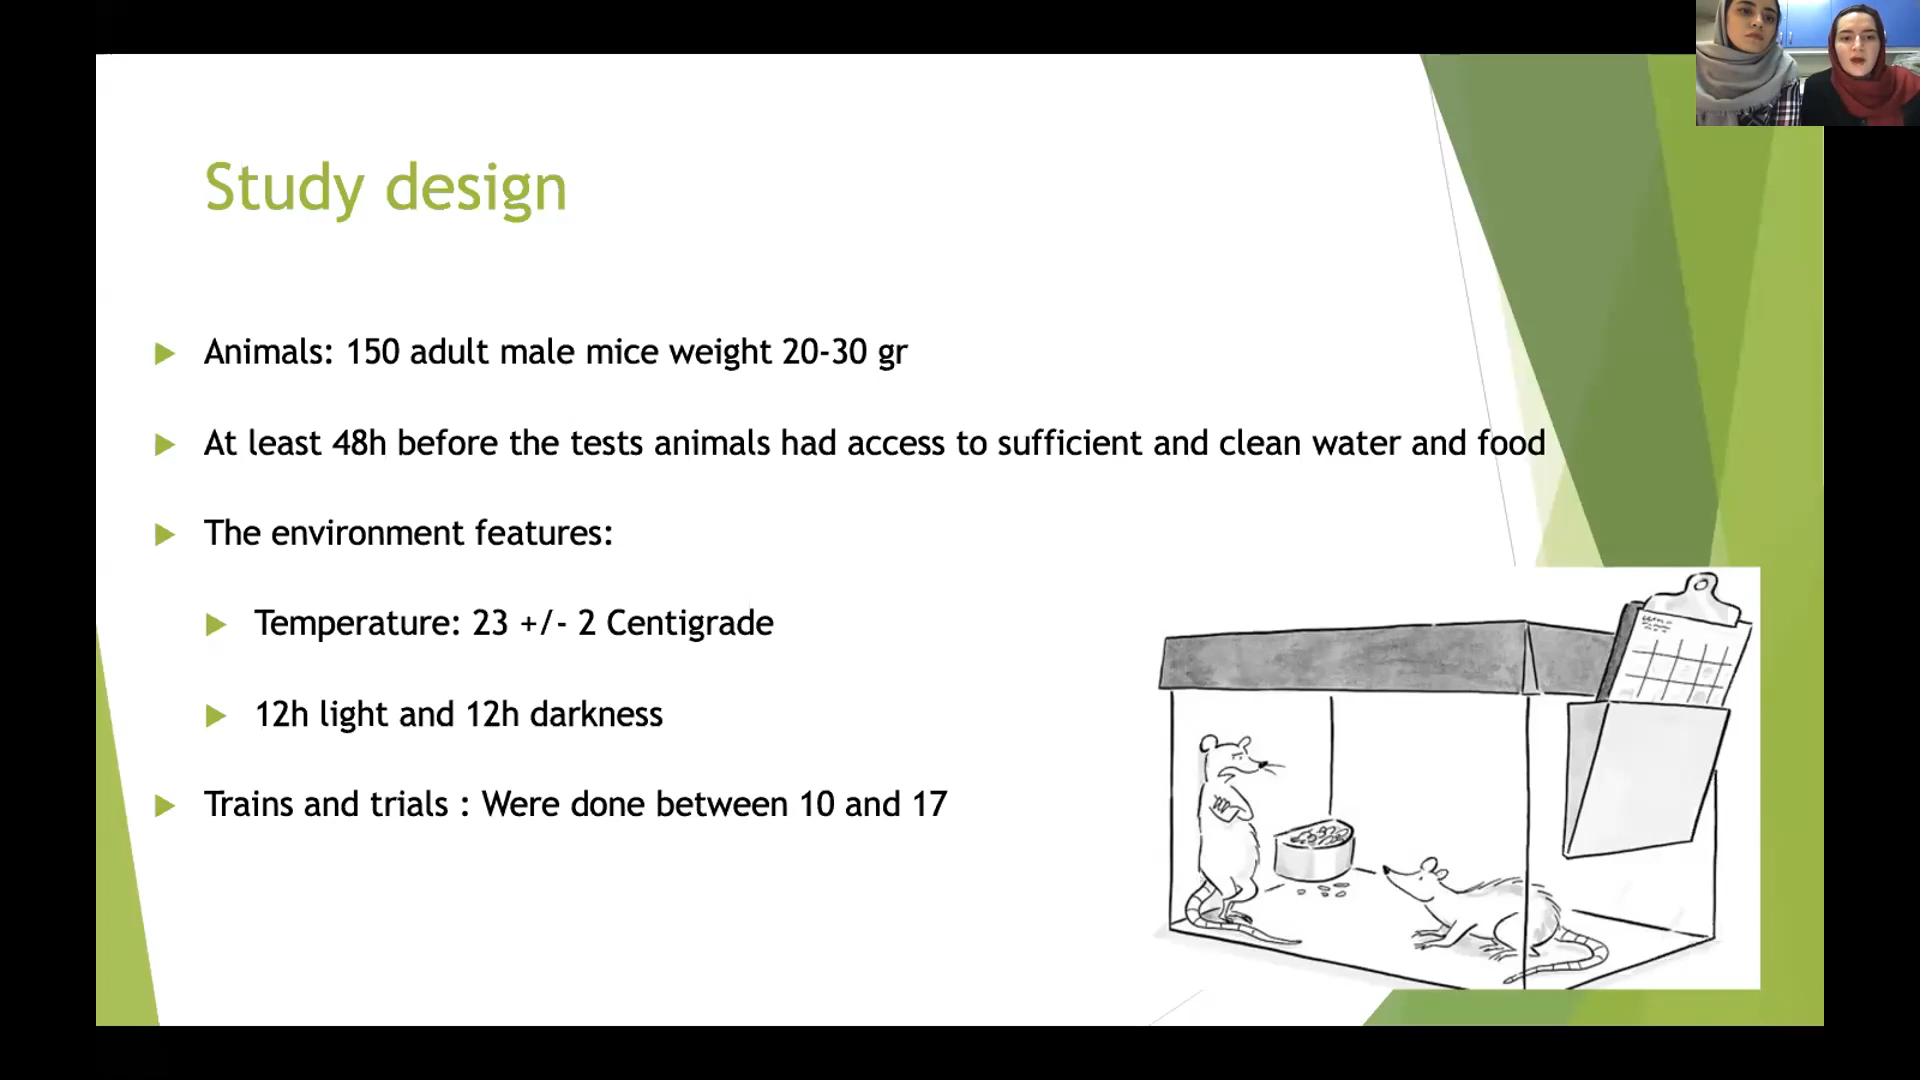 Study design
Animals: 150 adult male mice weight 20-30 gr
At least 48h before the tests animals had access to sufficient and clean water and food
The environment features:
Temperature: 23 +/- 2 Centigrade
12h light and 12h darkness
Trains and trials : Were done between 10 and 17